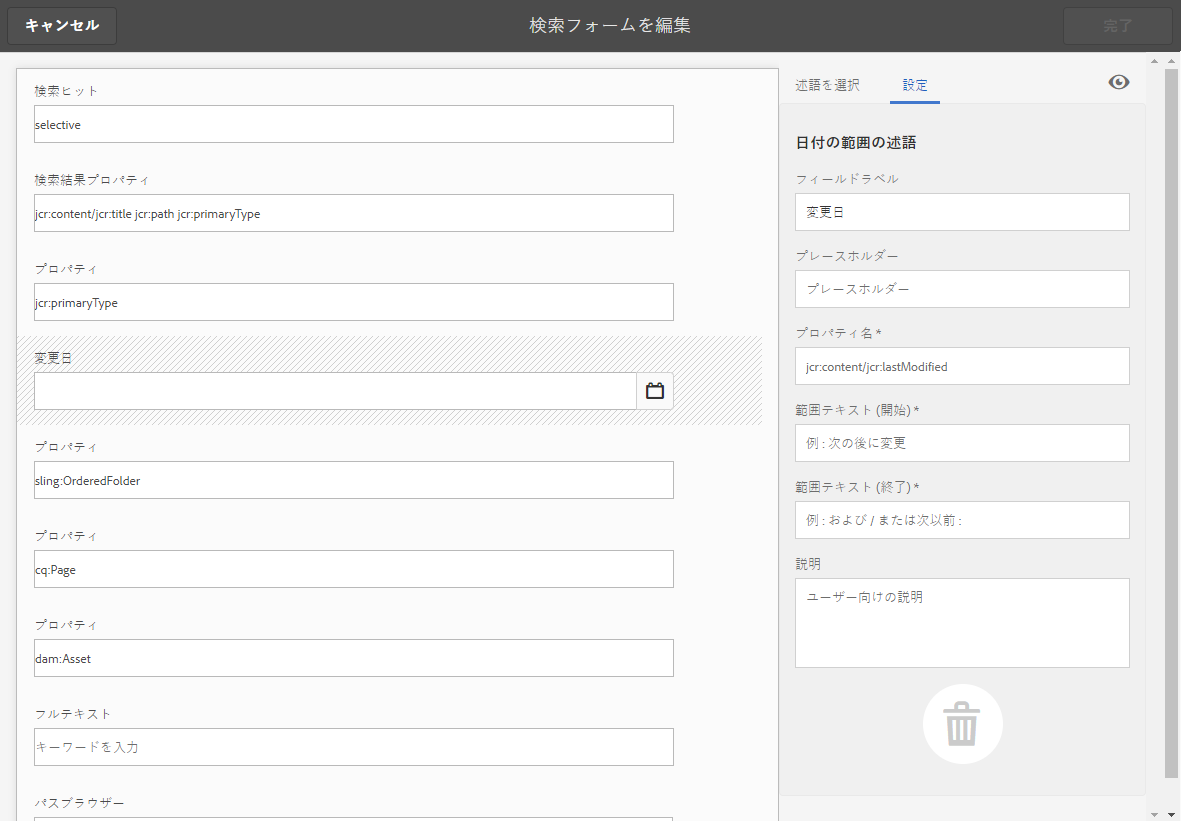 キャンセル
検索フォームを編集
完了
検索ヒット
selective
検索結果プロパティ
jcr:content/jcr:title jcr:path jcr:primaryType
プロパティ
jcr:primaryType
変更日
プロパティ
sling:OrderedFolder
プロパティ
cq:Page
プロパティ
dam:Asset
フルテキスト
キーワードを入力
パスブラウザー
述語を選択
設定
日付の範囲の述語
フィールドラベル
変更日
プレースホルダー
プレースホルダー
プロパティ名 *
jcr:content/jcr:lastModified
範囲テキスト (開始) *
例 : 次の後に変更
範囲テキスト (終了) *
例 : および / または次以前 :
説明
ユーザー向けの説明